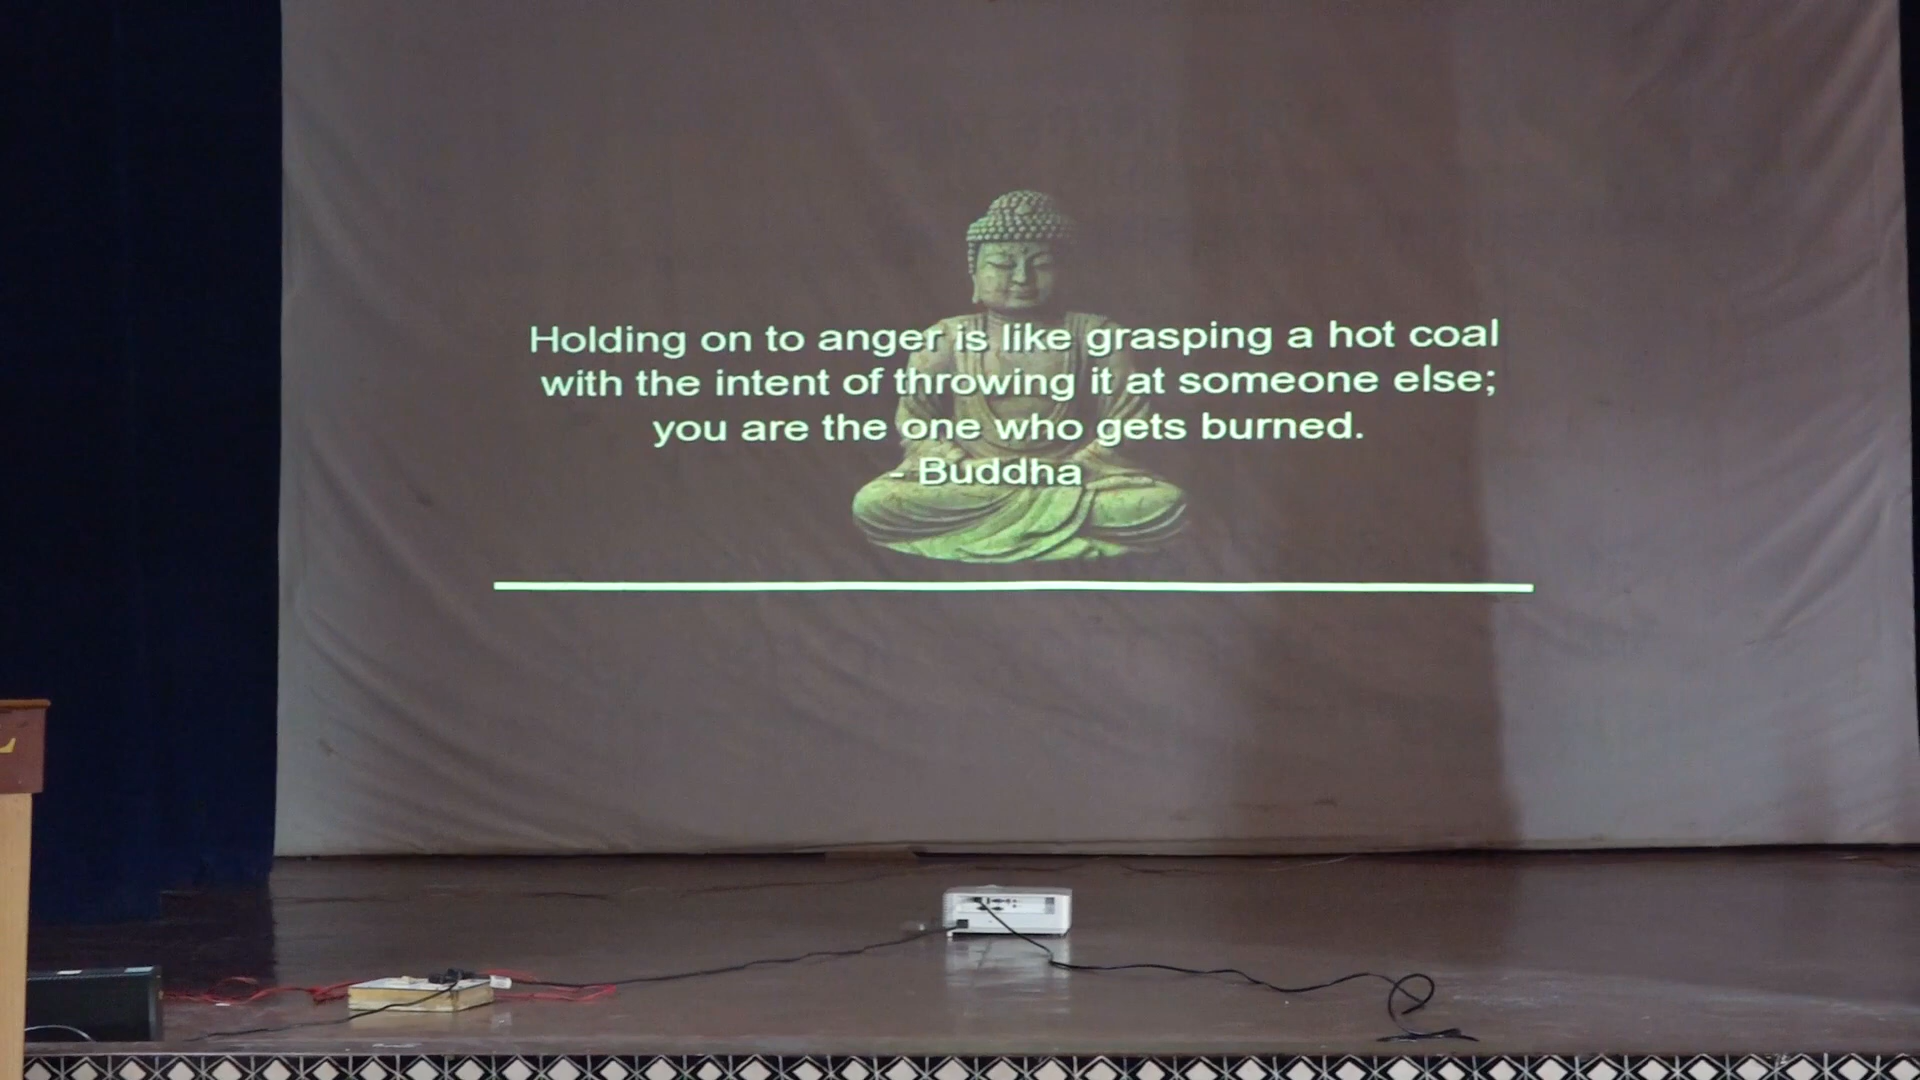 Holding on to anger is like grasping a hot coal
with the intent of throwing it at someone else;
you are the one who gets burned.
- Buddha
L